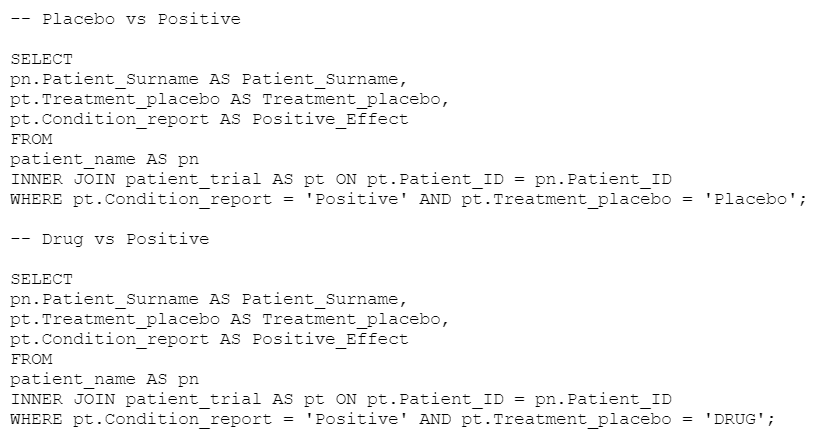 -- Placebo vs Positive
SELECT
pn.Patient_Surname AS Patient_Surname,
pt.Treatment_placebo AS Treatment_placebo,
pt.Condition_report AS Positive_Effect
FROM
patient_name AS pn
INNER JOIN patient_trial AS pt ON pt.Patient_ID = pn.Patient_ID
WHERE pt.Condition_report = 'Positive' AND pt.Treatment_placebo = 'Placebo';
-- Drug vs Positive
SELECT
pn.Patient_Surname AS Patient_Surname,
pt.Treatment_placebo AS Treatment_placebo,
pt.Condition_report AS Positive_Effect
FROM
patient_name AS pn
INNER JOIN patient_trial AS pt ON pt.Patient_ID = pn.Patient_ID
WHERE pt.Condition_report = 'Positive' AND pt.Treatment_placebo = 'DRUG';